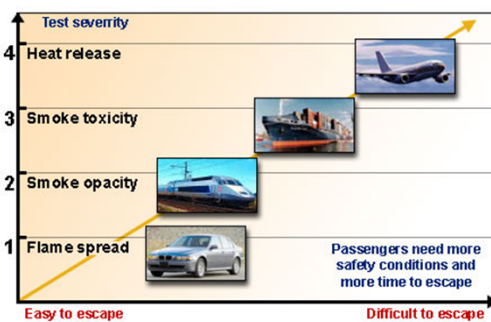 Test severrity
4 Heat release
3 Smoke toxicity
2 Smoke opacity
1 Flame spread
Passengers need more
safety conditions and
more time to escape
Easy to escape Difficult to escape